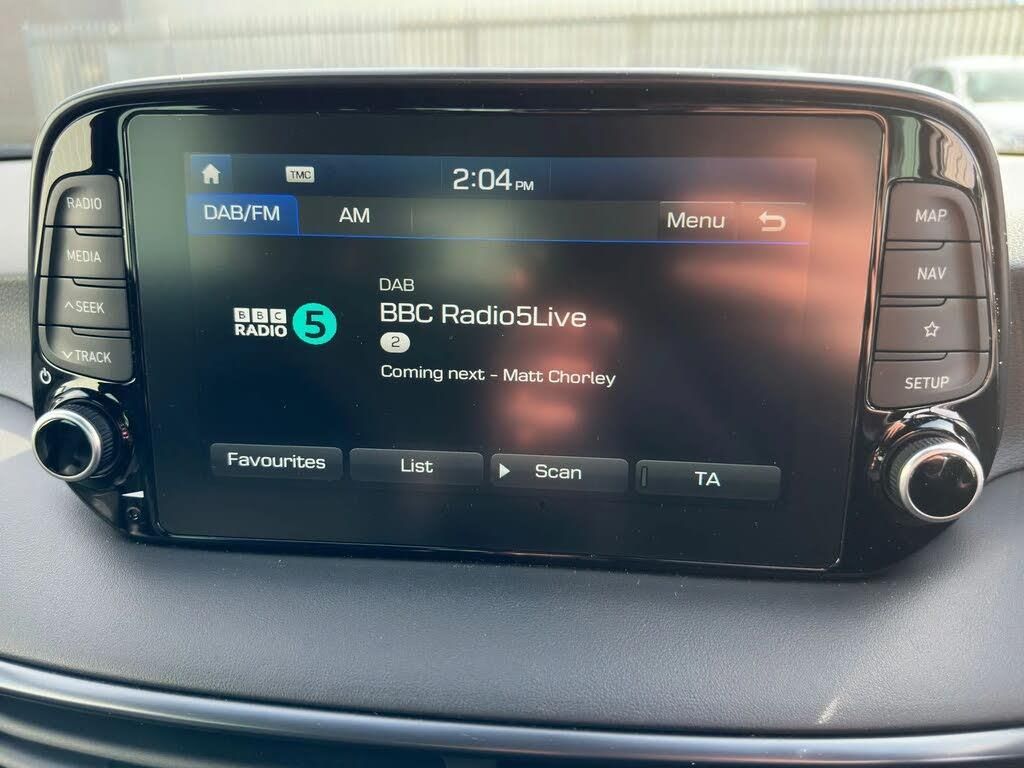 TMC
2:04 PM
DAB/FM AM Menu
DAB
BBC RADIO 5
BBC Radio5Live
2
Coming next - Matt Chorley
Favourites List Scan TA
RADIO
MEDIA
SEEK
TRACK
MAP
NAV
SETUP